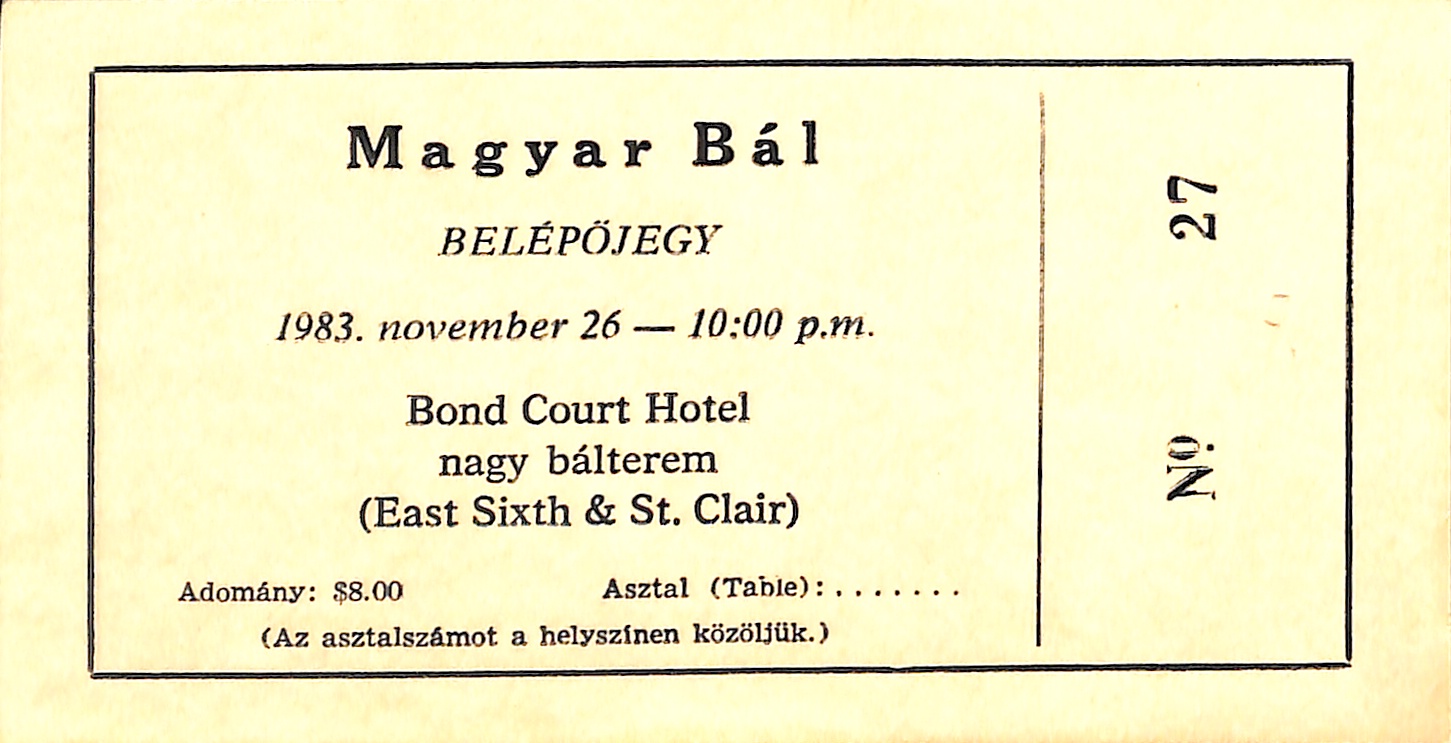 Magyar Bál
BELÉPŐJEGY
1983. november 26 — 10:00 p.m.
Bond Court Hotel
nagy bálterem
(East Sixth & St. Clair)
Adomány: $8.00 Asztal (Table): . . . . . . .
(Az asztalszámot a helyszínen közöljük.)
Nº. 27